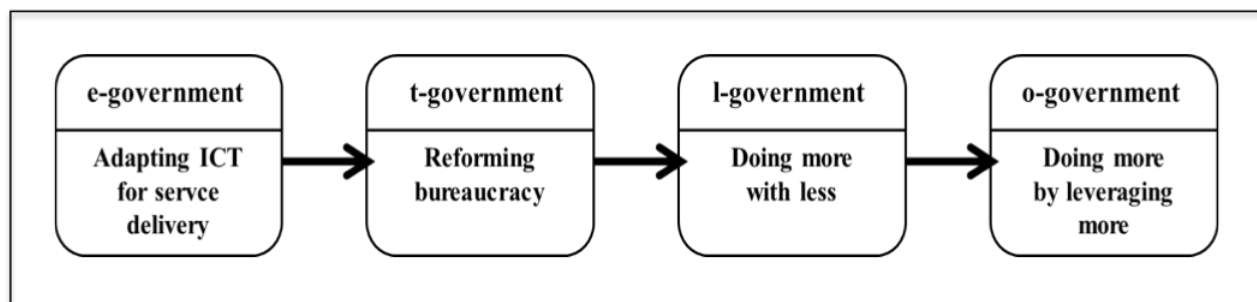 e-government
Adapting ICT
for servce
delivery
t-government
Reforming
bureaucracy
l-government
Doing more
with less
o-government
Doing more
by leveraging
more